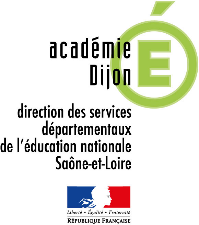 académie
Dijon
É
direction des services
départementaux
de l'éducation nationale
Saône-et-Loire
Liberté • Égalité • Fraternité
RÉPUBLIQUE FRANÇAISE